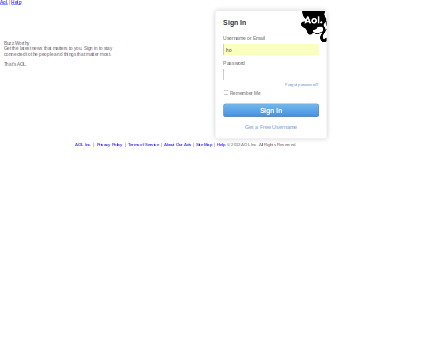 Aol | Help
Aol.
Sign In
Username or Email
ho
Password
Forgot password?
Remember Me
Sign In
Get a Free Username
Buzz Worthy
Get the latest news that matters to you. Sign in to stay
connected to the people and things that matter most.
That's AOL.
AOL Inc. | Privacy Policy | Terms of Service | About Our Ads | Site Map | Help © 2013 AOL Inc. All Rights Reserved.